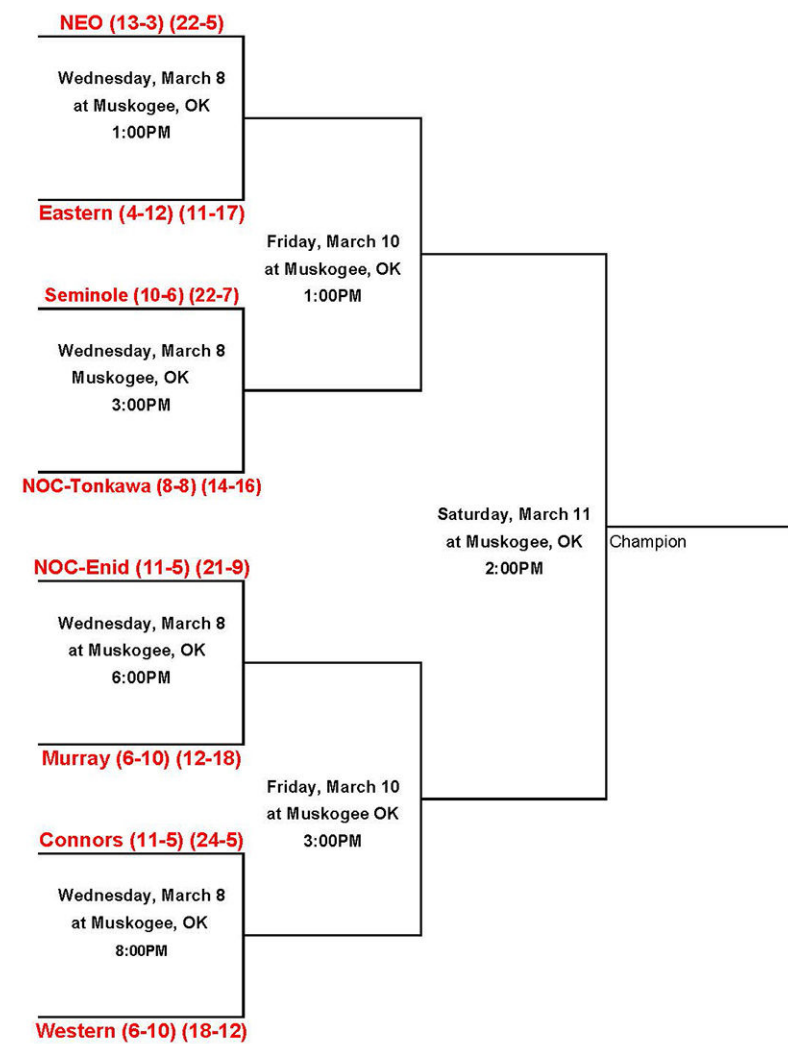 NEO (13-3) (22-5)
Wednesday, March 8
at Muskogee, OK
1:00PM
Eastern (4-12) (11-17)
Friday, March 10
at Muskogee, OK
1:00PM
Seminole (10-6) (22-7)
Wednesday, March 8
Muskogee, OK
3:00PM
NOC-Tonkawa (8-8) (14-16)
Saturday, March 11
at Muskogee, OK
2:00PM
Champion
NOC-Enid (11-5) (21-9)
Wednesday, March 8
at Muskogee, OK
6:00PM
Murray (6-10) (12-18)
Friday, March 10
at Muskogee OK
3:00PM
Connors (11-5) (24-5)
Wednesday, March 8
at Muskogee, OK
8:00PM
Western (6-10) (18-12)